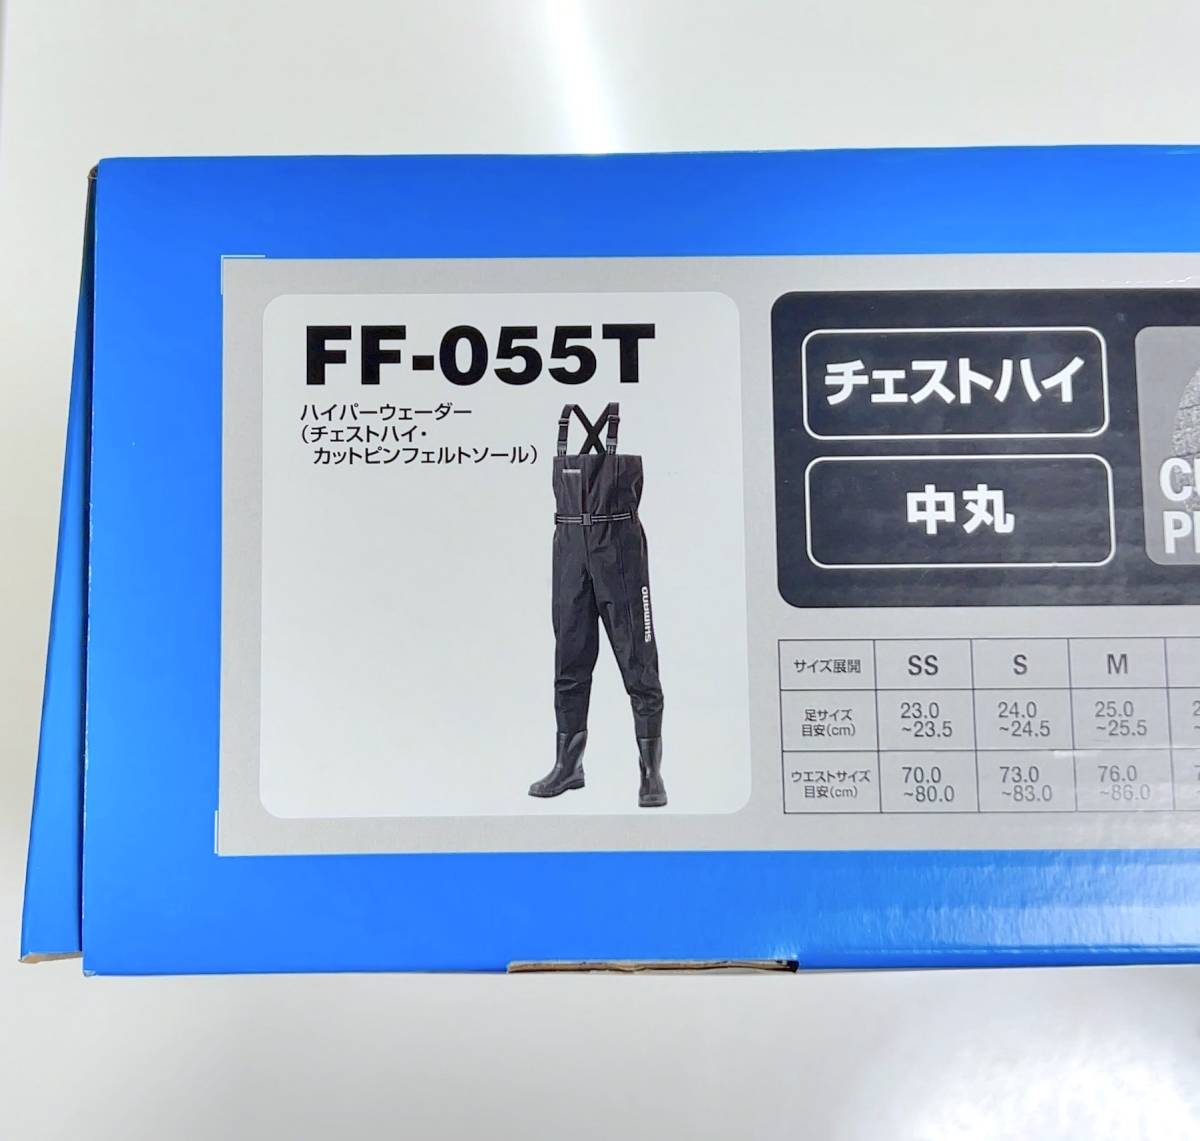 FF-055T
ハイパーウェーダー
(チェストハイ・
カットピンフェルトソール)
SHIMANO
チェストハイ
中丸
サイズ展開 SS S M
足サイズ
目安(cm) 23.0
~23.5 24.0
~24.5 25.0
~25.5
ウエストサイズ
目安(cm) 70.0
~80.0 73.0
~83.0 76.0
~86.0